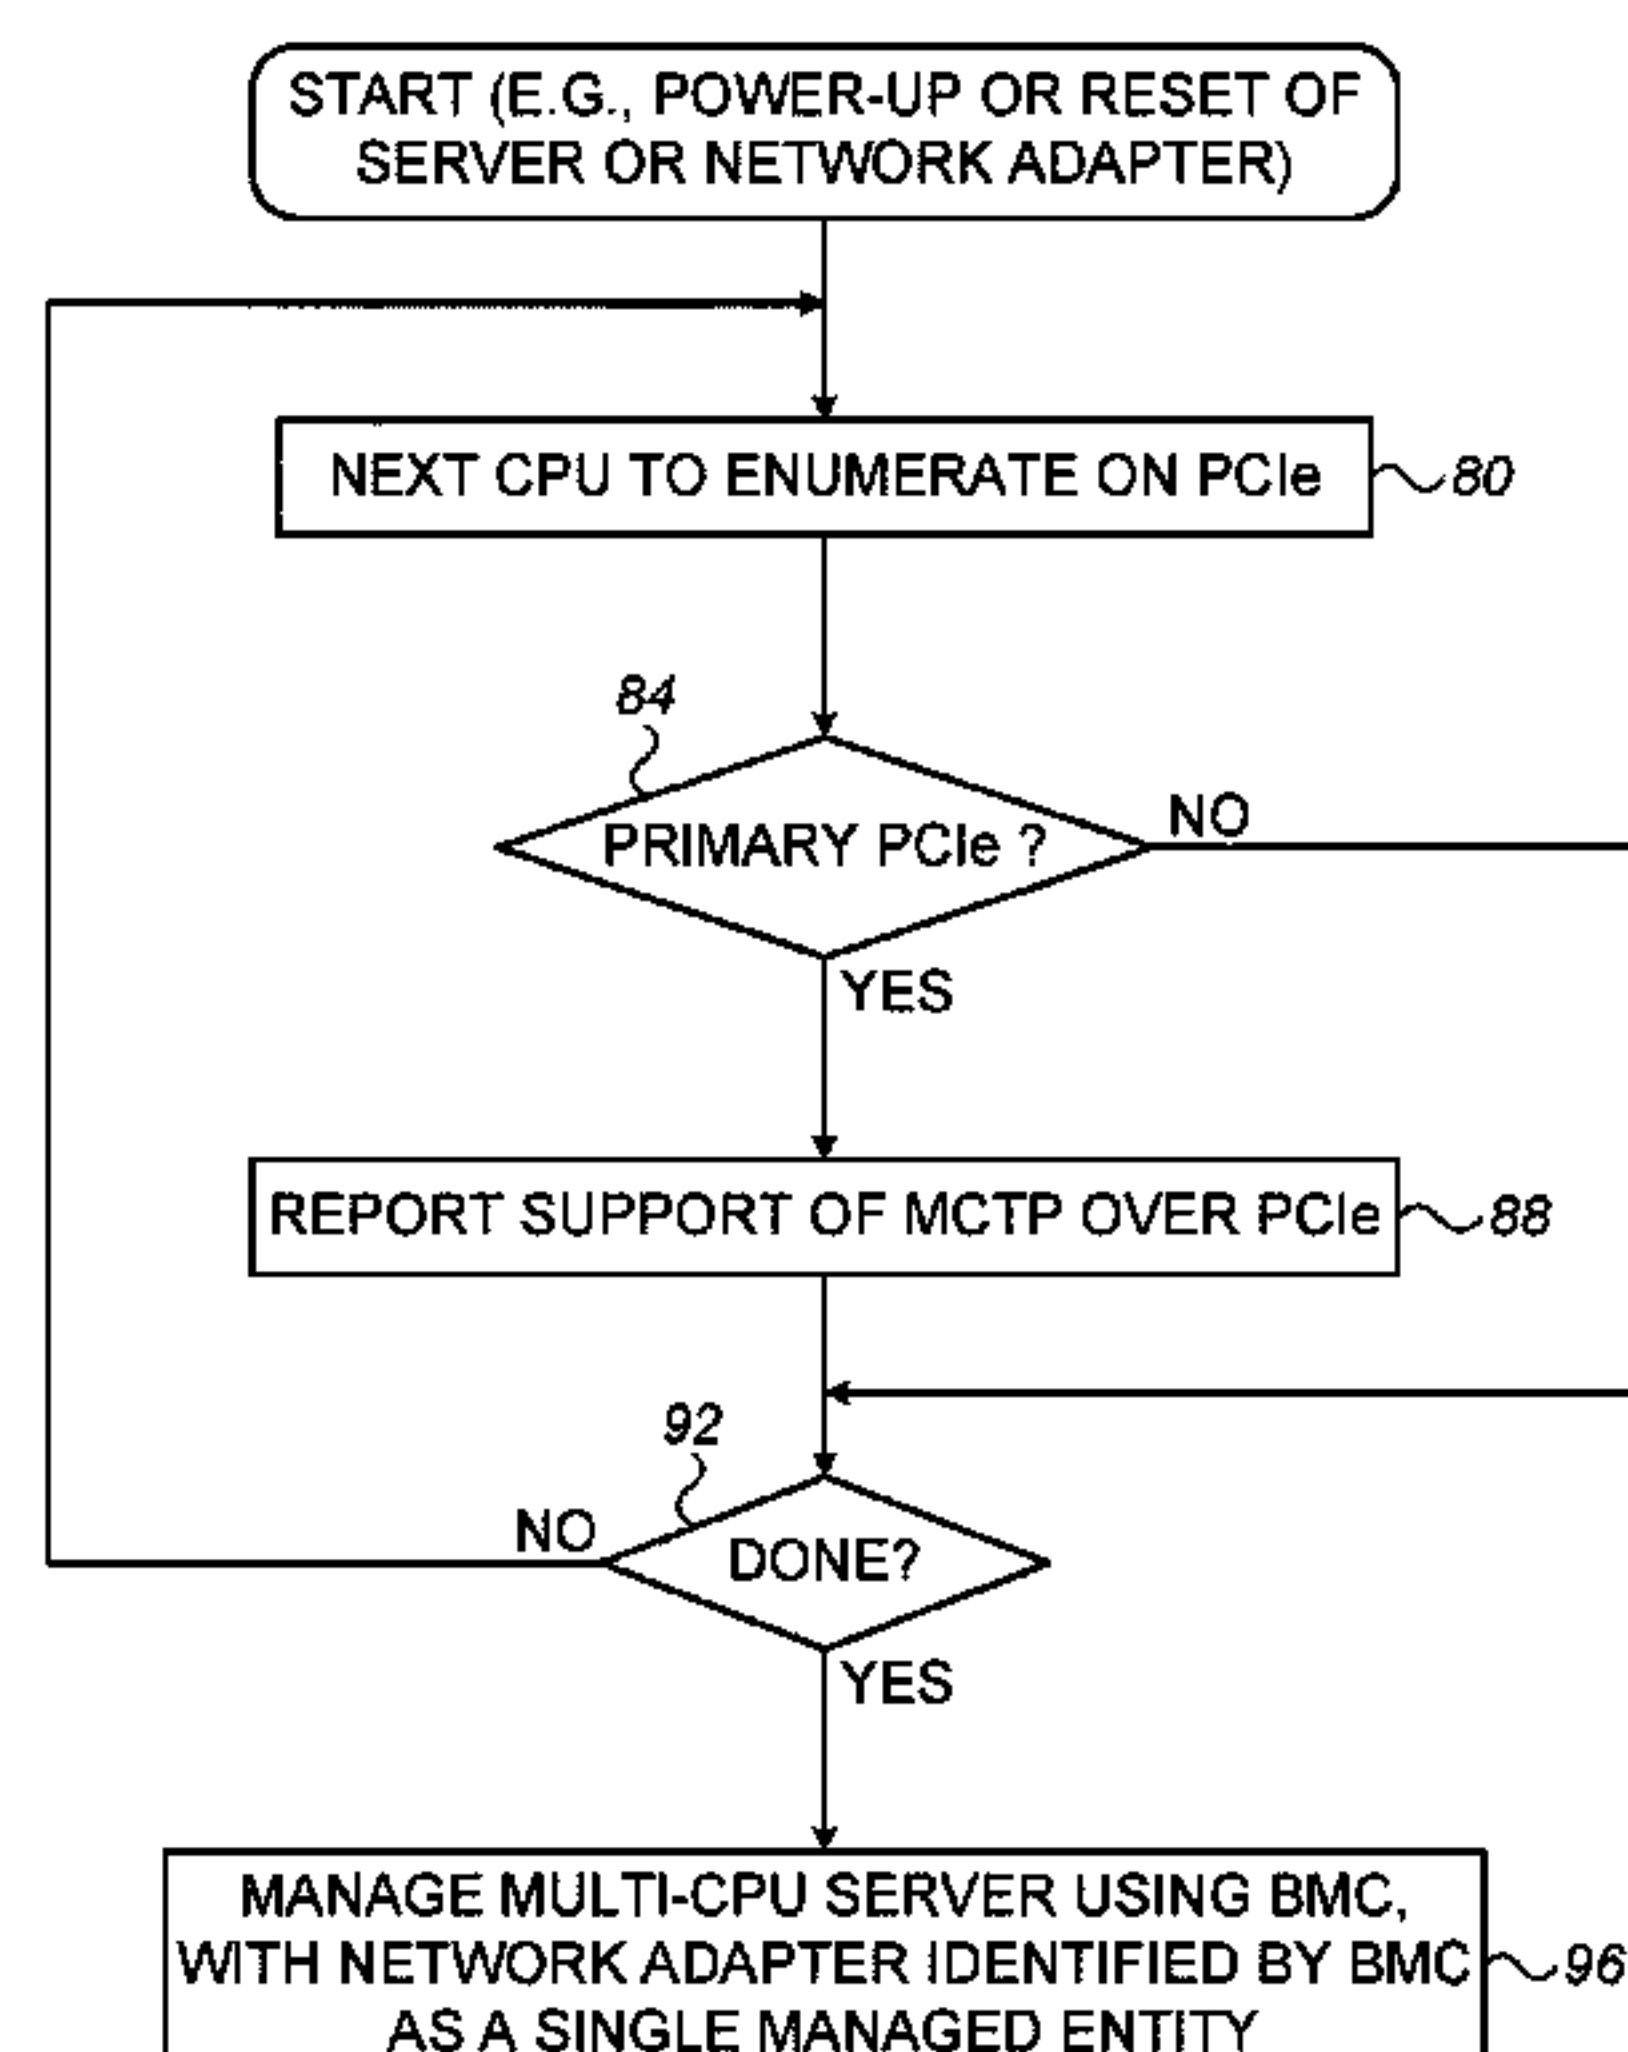 START (E.G., POWER-UP OR RESET OF
SERVER OR NETWORK ADAPTER)
NEXT CPU TO ENUMERATE ON PCIe
80
84
PRIMARY PCIe ?
NO
YES
REPORT SUPPORT OF MCTP OVER PCIe
88
92
NO
DONE?
YES
MANAGE MULTI-CPU SERVER USING BMC,
WITH NETWORK ADAPTER IDENTIFIED BY BMC
96
AS A SINGLE MANAGED ENTITY